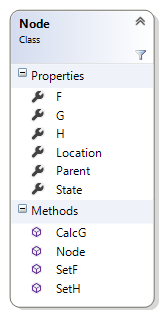 Node
Class
Properties
F
G
H
Location
Parent
State
Methods
CalcG
Node
SetF
SetH